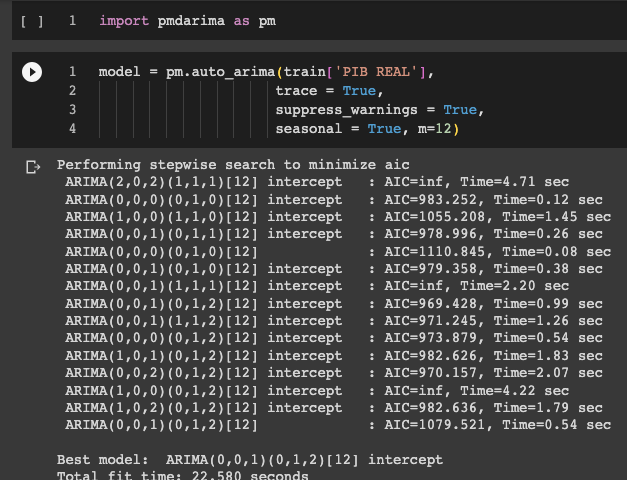 [ ] 1 import pmdarima as pm
1 model = pm.auto_arima(train['PIB REAL'],
2 trace = True,
3 suppress_warnings = True,
4 seasonal = True, m=12)
Performing stepwise search to minimize aic
ARIMA(2,0,2)(1,1,1)[12] intercept : AIC=inf, Time=4.71 sec
ARIMA(0,0,0)(0,1,0)[12] intercept : AIC=983.252, Time=0.12 sec
ARIMA(1,0,0)(1,1,0)[12] intercept : AIC=1055.208, Time=1.45 sec
ARIMA(0,0,1)(0,1,1)[12] intercept : AIC=978.996, Time=0.26 sec
ARIMA(0,0,0)(0,1,0)[12] : AIC=1110.845, Time=0.08 sec
ARIMA(0,0,1)(0,1,0)[12] intercept : AIC=979.358, Time=0.38 sec
ARIMA(0,0,1)(1,1,1)[12] intercept : AIC=inf, Time=2.20 sec
ARIMA(0,0,1)(0,1,2)[12] intercept : AIC=969.428, Time=0.99 sec
ARIMA(0,0,1)(1,1,2)[12] intercept : AIC=971.245, Time=1.26 sec
ARIMA(0,0,0)(0,1,2)[12] intercept : AIC=973.879, Time=0.54 sec
ARIMA(1,0,1)(0,1,2)[12] intercept : AIC=982.626, Time=1.83 sec
ARIMA(0,0,2)(0,1,2)[12] intercept : AIC=970.157, Time=2.07 sec
ARIMA(1,0,0)(0,1,2)[12] intercept : AIC=inf, Time=4.22 sec
ARIMA(1,0,2)(0,1,2)[12] intercept : AIC=982.636, Time=1.79 sec
ARIMA(0,0,1)(0,1,2)[12] : AIC=1079.521, Time=0.54 sec
Best model: ARIMA(0,0,1)(0,1,2)[12] intercept
Total fit time: 22.580 seconds